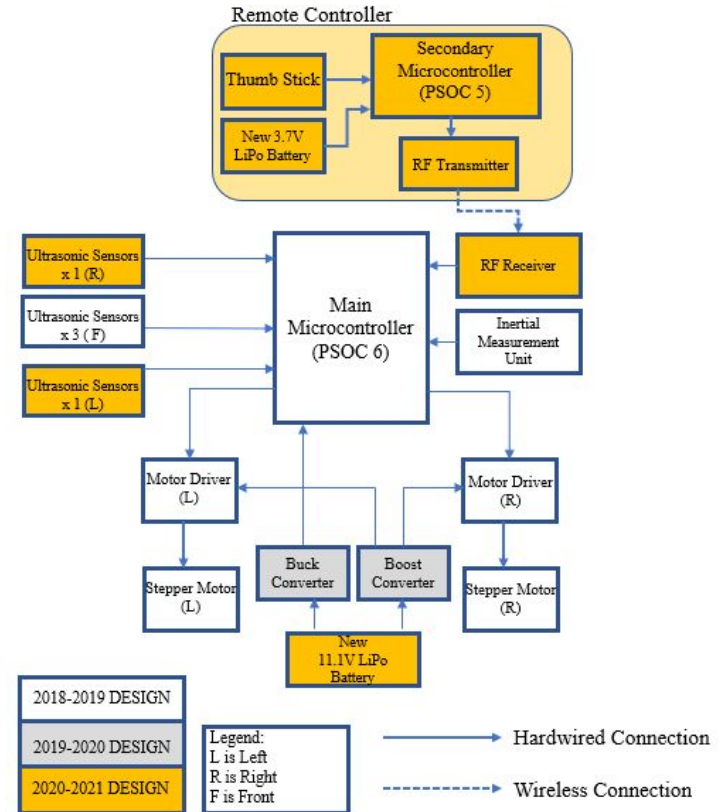 Remote Controller
Thumb Stick
Secondary
Microcontroller
(PSOC 5)
New 3.7V
LiPo Battery
RF Transmitter
Ultrasonic Sensors
x 1 (R)
Ultrasonic Sensors
x 3 ( F)
Ultrasonic Sensors
x 1 (L)
Main
Microcontroller
(PSOC 6)
RF Receiver
Inertial
Measurement
Unit
Motor Driver
(L)
Motor Driver
(R)
Buck
Converter
Boost
Converter
Stepper Motor
(L)
Stepper Motor
(R)
New
11.1V LiPo
Battery
2018-2019 DESIGN
2019-2020 DESIGN
2020-2021 DESIGN
Legend:
L is Left
R is Right
F is Front
Hardwired Connection
Wireless Connection